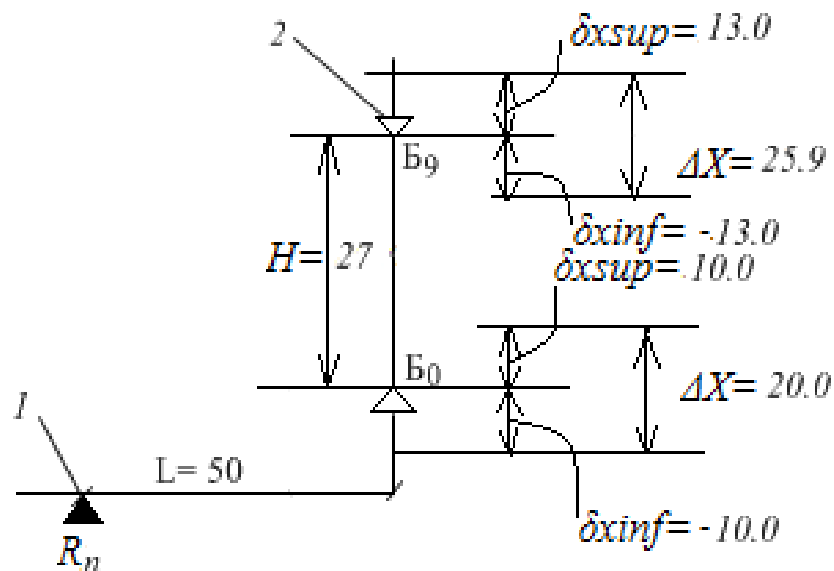 2
δxsup= 13.0
Б9
ΔX= 25.9
δxinf= -13.0
H= 27
δxsup= 10.0
Б0
ΔX= 20.0
1
L= 50
δxinf= -10.0
Rn